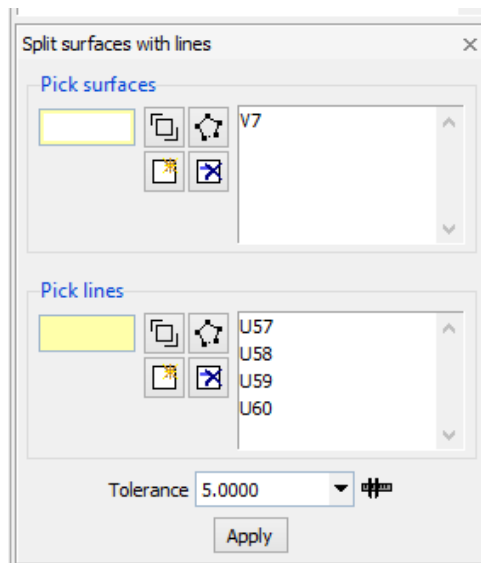 Split surfaces with lines
Pick surfaces
V7
Pick lines
U57
U58
U59
U60
Tolerance 5.0000
Apply